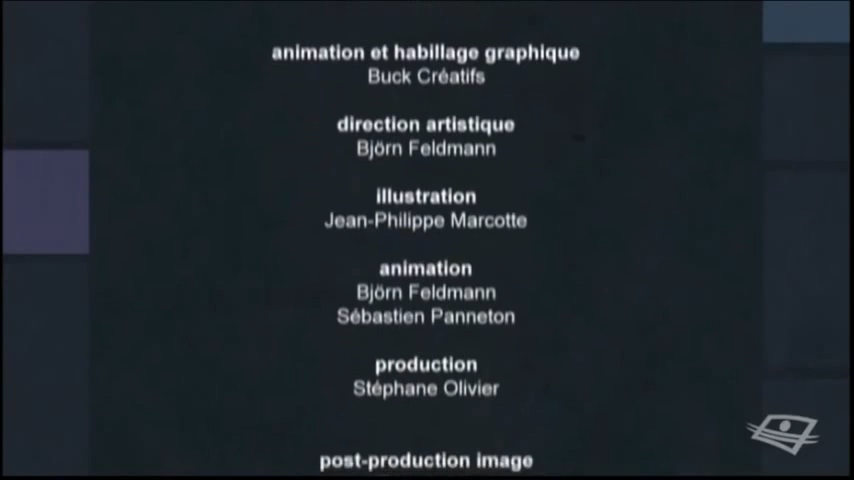 animation et habillage graphique
Buck Créatifs
direction artistique
Björn Feldmann
illustration
Jean-Philippe Marcotte
animation
Björn Feldmann
Sébastien Panneton
production
Stéphane Olivier
post-production image